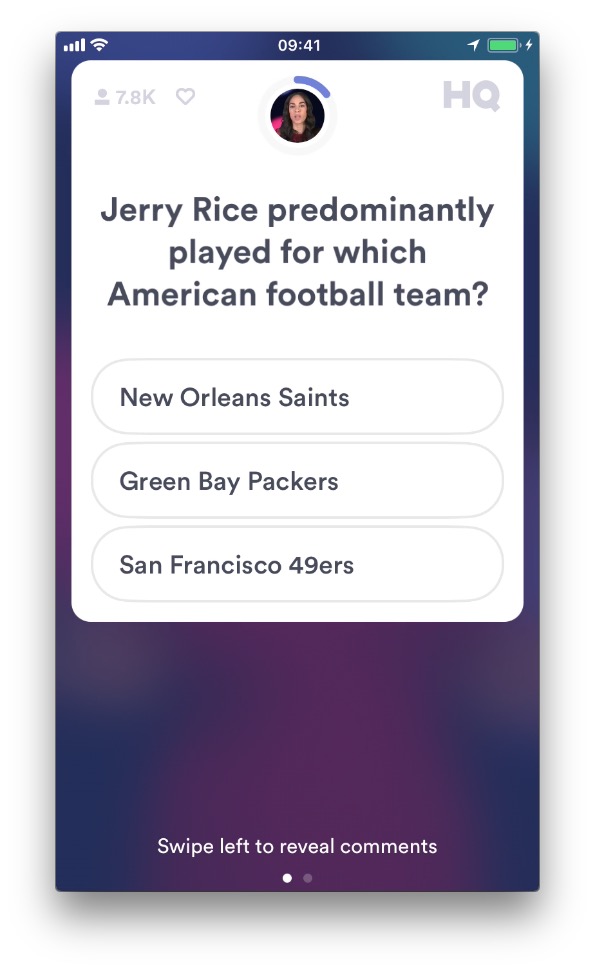 09:41
7.8K
HQ
Jerry Rice predominantly
played for which
American football team?
New Orleans Saints
Green Bay Packers
San Francisco 49ers
Swipe left to reveal comments